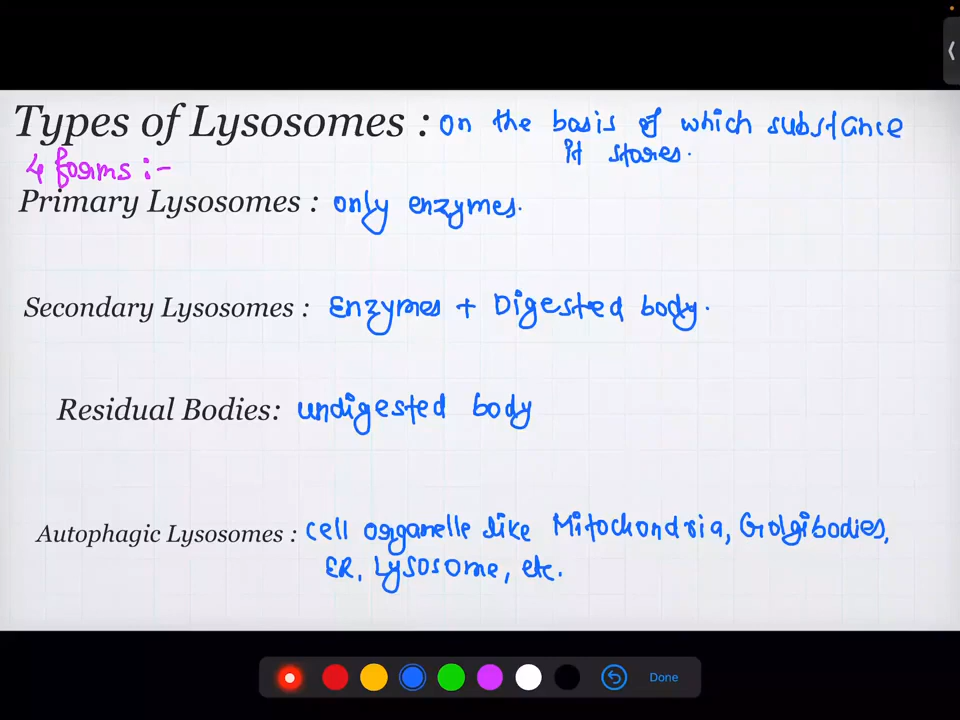 Types of Lysosomes : on the basis of which substance
it stores.
4 forms :-
Primary Lysosomes : only enzymes.
Secondary Lysosomes : Enzymes + Digested body.
Residual Bodies: undigested body
Autophagic Lysosomes : cell organelle like Mitochondria, Golgibodies,
ER, Lysosome, etc.
Done